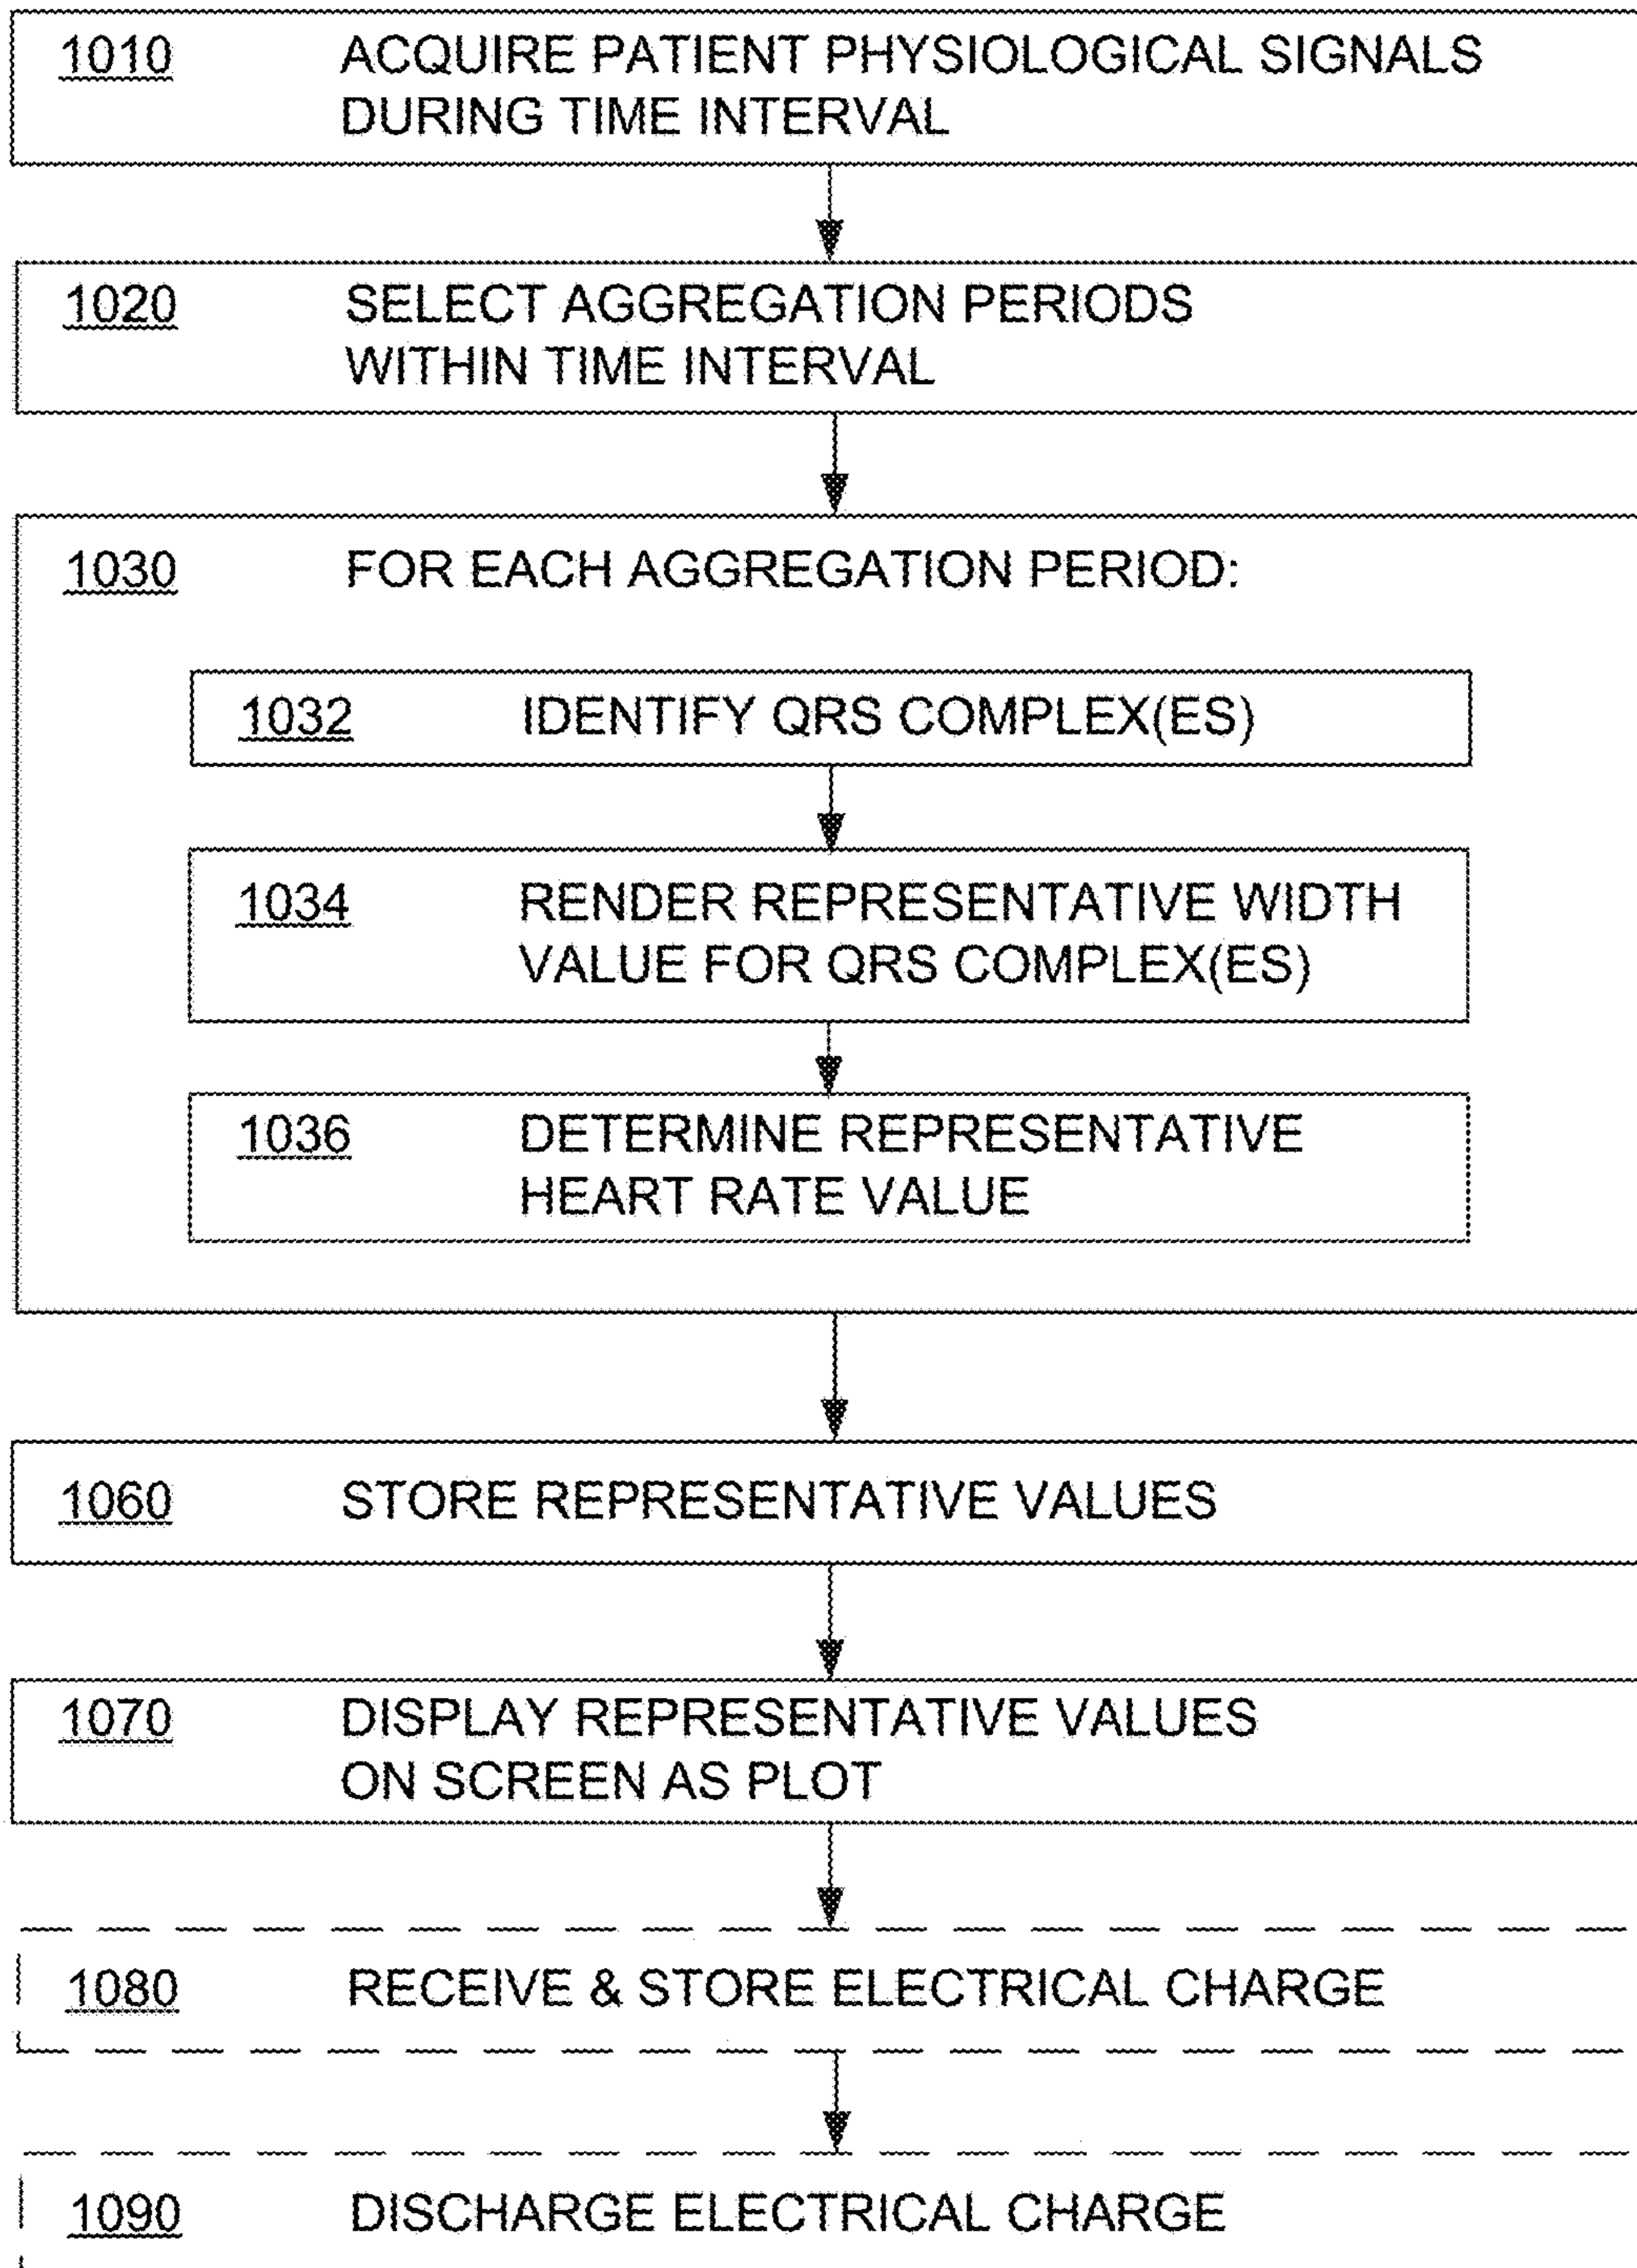 1010 ACQUIRE PATIENT PHYSIOLOGICAL SIGNALS
DURING TIME INTERVAL
1020 SELECT AGGREGATION PERIODS
WITHIN TIME INTERVAL
1030 FOR EACH AGGREGATION PERIOD:
1032 IDENTIFY QRS COMPLEX(ES)
1034 RENDER REPRESENTATIVE WIDTH
VALUE FOR QRS COMPLEX(ES)
1036 DETERMINE REPRESENTATIVE
HEART RATE VALUE
1060 STORE REPRESENTATIVE VALUES
1070 DISPLAY REPRESENTATIVE VALUES
ON SCREEN AS PLOT
1080 RECEIVE & STORE ELECTRICAL CHARGE
1090 DISCHARGE ELECTRICAL CHARGE